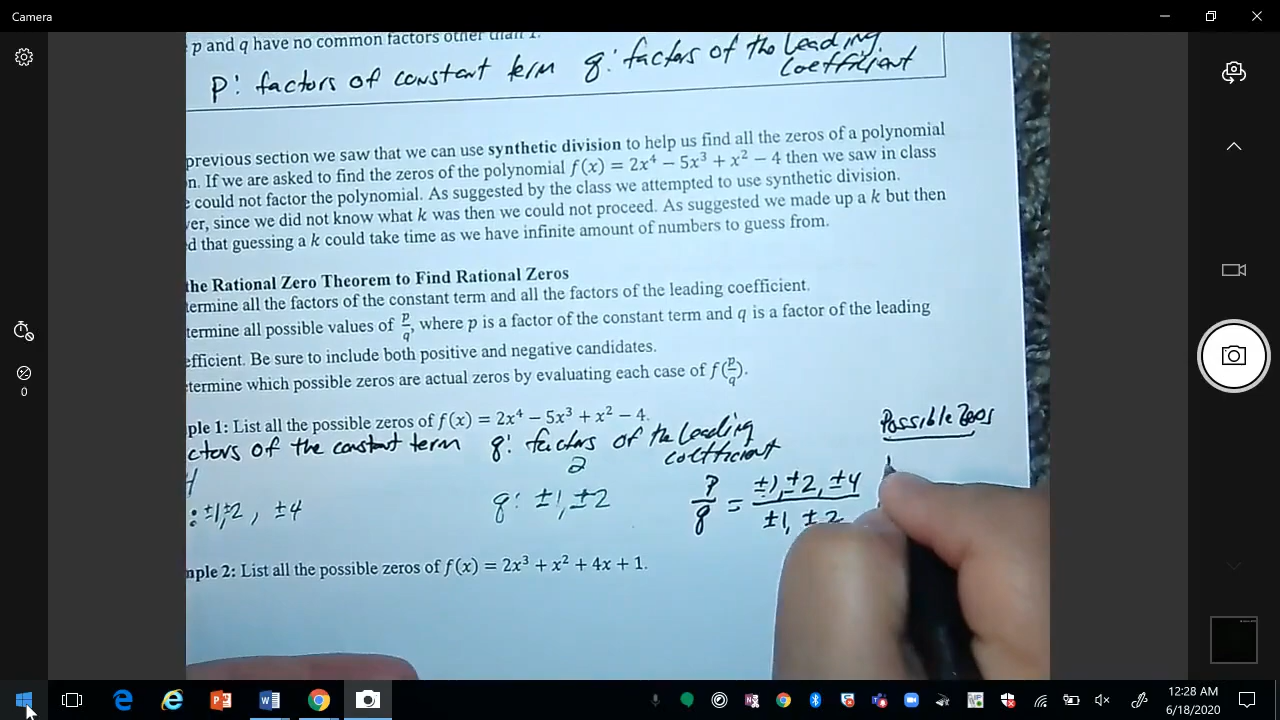 Camera
p and q have no common factors other than 1.
p: factors of constant term q: factors of the leading coefficient
previous section we saw that we can use synthetic division to help us find all the zeros of a polynomial
n. If we are asked to find the zeros of the polynomial f(x) = 2x⁴ − 5x³ + x² − 4 then we saw in class
could not factor the polynomial. As suggested by the class we attempted to use synthetic division.
ver, since we did not know what k was then we could not proceed. As suggested we made up a k but then
d that guessing a k could take time as we have infinite amount of numbers to guess from.
the Rational Zero Theorem to Find Rational Zeros
termine all the factors of the constant term and all the factors of the leading coefficient.
termine all possible values of p/q, where p is a factor of the constant term and q is a factor of the leading
efficient. Be sure to include both positive and negative candidates.
etermine which possible zeros are actual zeros by evaluating each case of f(p/q).
mple 1: List all the possible zeros of f(x) = 2x⁴ − 5x³ + x² − 4.
Possible Zeros
ctors of the constant term q: factors of the leading coefficient
4
2
: ±1, ±2, ±4 q: ±1, ±2 p/q = ±1, ±2, ±4 / ±1, ±2
mple 2: List all the possible zeros of f(x) = 2x³ + x² + 4x + 1.
0
12:28 AM
6/18/2020